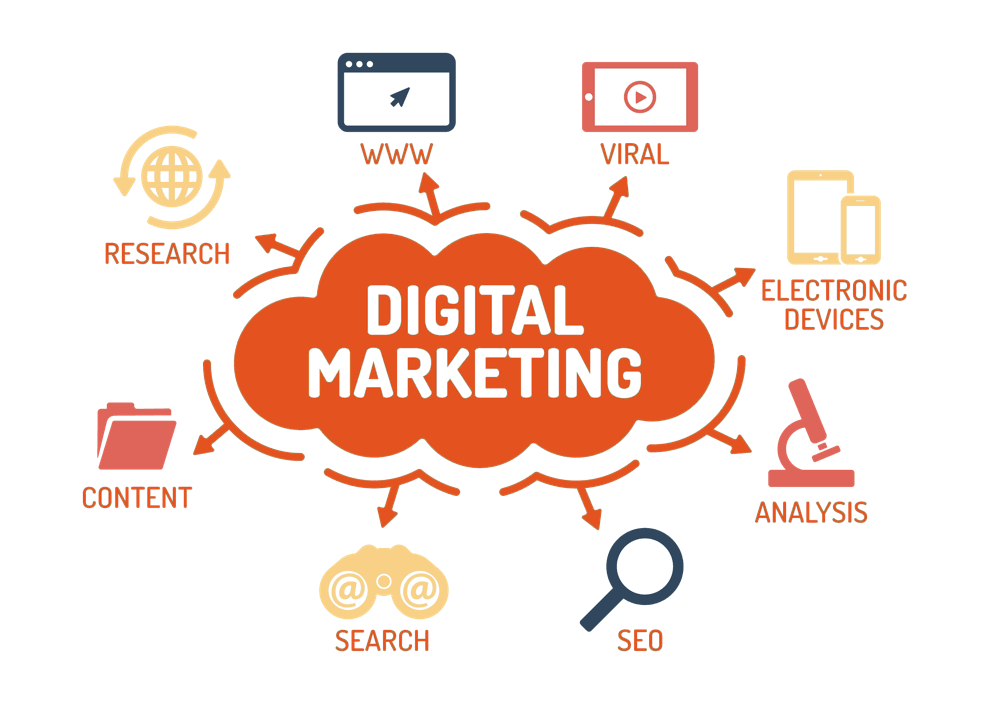 WWW
VIRAL
RESEARCH
ELECTRONIC
DEVICES
DIGITAL
MARKETING
CONTENT
ANALYSIS
@ @
SEARCH
SEO